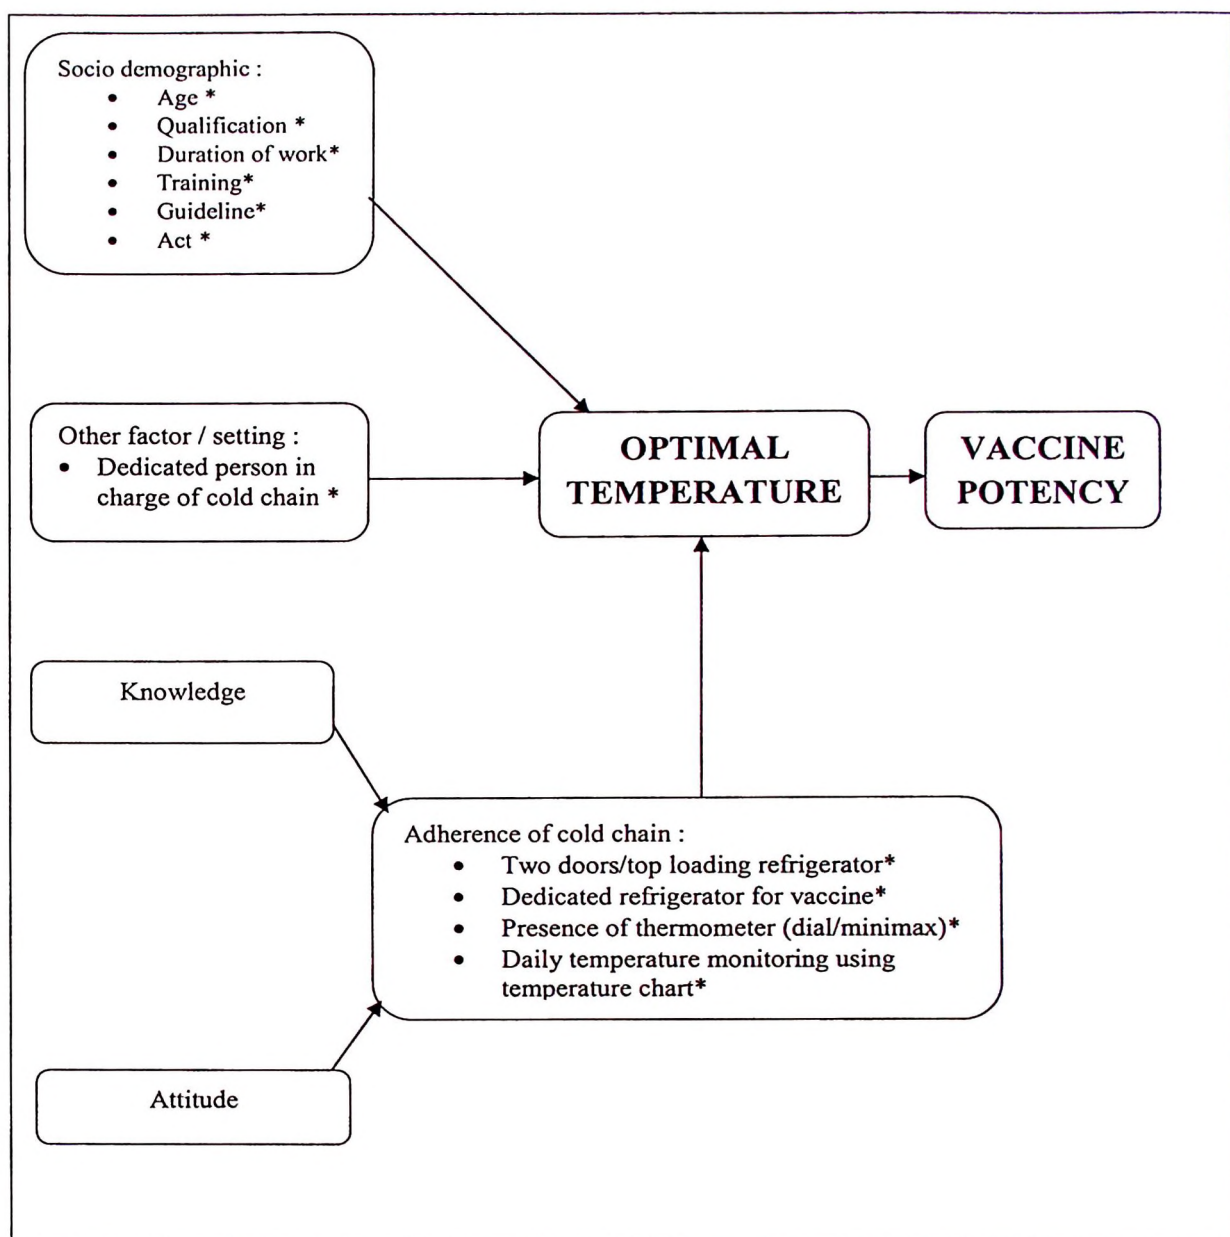 Socio demographic :
• Age *
• Qualification *
• Duration of work*
• Training*
• Guideline*
• Act *
Other factor / setting :
• Dedicated person in
charge of cold chain *
OPTIMAL
TEMPERATURE
VACCINE
POTENCY
Knowledge
Adherence of cold chain :
• Two doors/top loading refrigerator*
• Dedicated refrigerator for vaccine*
• Presence of thermometer (dial/minimax)*
• Daily temperature monitoring using
temperature chart*
Attitude